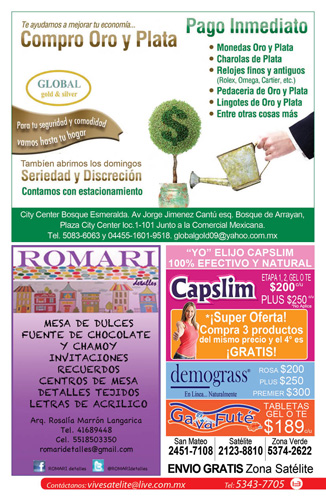 Te ayudamos a mejorar tu economía...
Compro Oro y Plata
Pago Inmediato
• Monedas Oro y Plata
• Charolas de Plata
• Relojes finos y antiguos
(Rolex, Omega, Cartier, etc.)
• Pedacería de Oro y Plata
• Lingotes de Oro y Plata
• Entre otras cosas más
GLOBAL
gold & silver
Para tu seguridad y comodidad
vamos hasta tu hogar
También abrimos los domingos
Seriedad y Discreción
Contamos con estacionamiento
$
City Center Bosque Esmeralda. Av Jorge Jimenez Cantú esq. Bosque de Arrayan,
Plaza City Center loc.1-101 Junto a la Comercial Mexicana.
Tel. 5083-6063 y 04455-1601-9518. globalgold09@yahoo.com.mx
ROMARI
detalles
MESA DE DULCES
FUENTE DE CHOCOLATE
Y CHAMOY
INVITACIONES
RECUERDOS
CENTROS DE MESA
DETALLES TEJIDOS
LETRAS DE ACRILICO
Arq. Rosalía Marrón Langarica
Tel. 41689448
Cel. 5518503350
romaridetalles@gmail.com
ROMARI detalles
@ROMARIdetalles
"YO" ELIJO CAPSLIM
100% EFECTIVO Y NATURAL
Capslim
ETAPA 1, 2, GEL O TE
$200 c/u
PLUS $250 c/u
*No Aplica
*¡Super Oferta!
Compra 3 productos
del mismo precio y el 4º es
¡GRATIS!
demograss®
En Línea... Naturalmente
ROSA $200
PLUS $250
PREMIER $300
Ga ya Futé
TABLETAS
GEL O TE
$189 c/u
San Mateo
2451-7108
Satélite
2123-8810
Zona Verde
5374-2622
ENVIO GRATIS Zona Satélite
Contáctanos: vivesatelite@live.com.mx
5343-7705